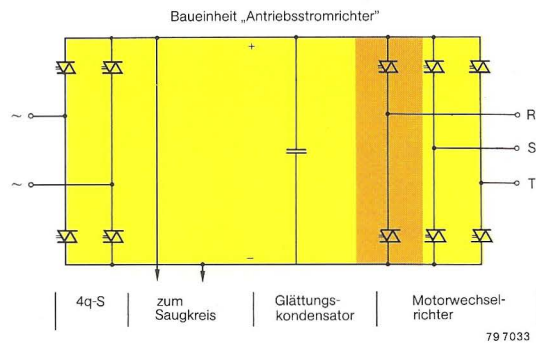 Baueinheit „Antriebsstromrichter"
+
~
R
S
~
T
–
4q-S
zum
Saugkreis
Glättungs-
kondensator
Motorwechsel-
richter
79 7033